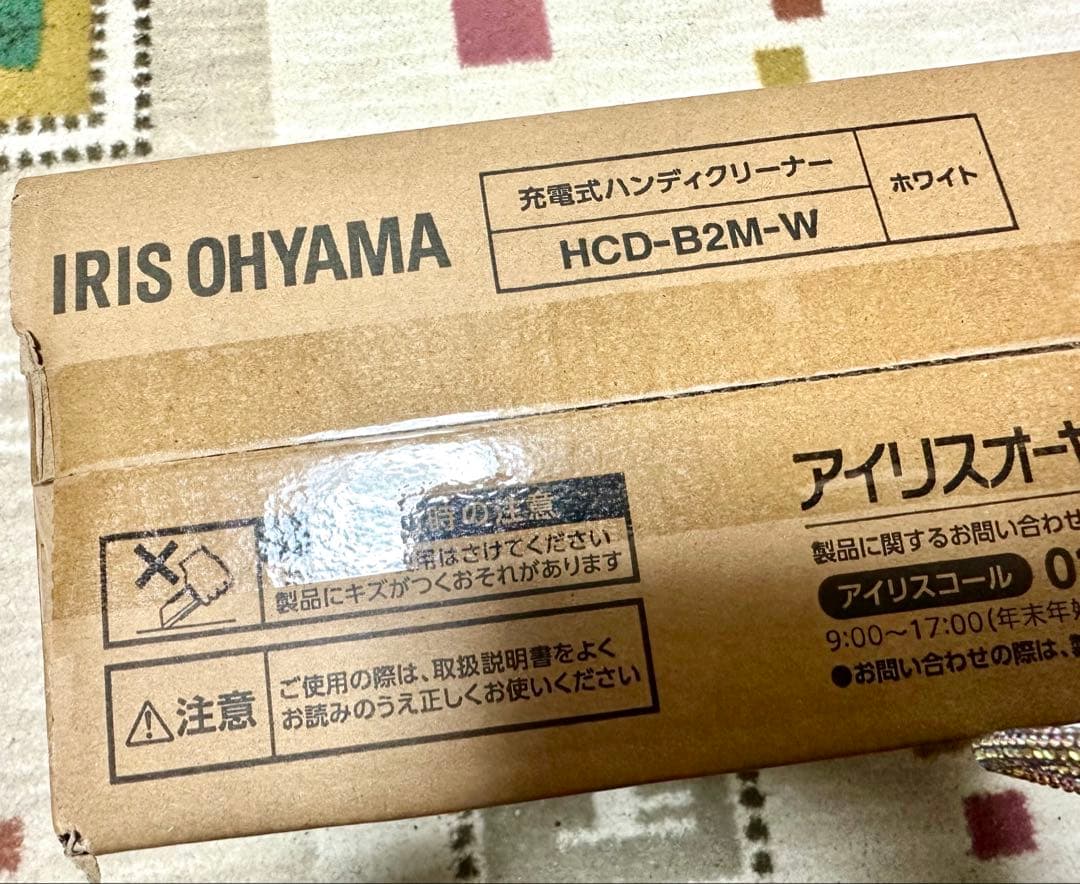 IRIS OHYAMA
充電式ハンディクリーナー
HCD-B2M-W
ホワイト
時の注意
用はさけてください
製品にキズがつくおそれがあります
注意
ご使用の際は、取扱説明書をよく
お読みのうえ正しくお使いください
アイリスオーヤ
製品に関するお問い合わせ
アイリスコール 0
9:00〜17:00(年末年始
●お問い合わせの際は、製